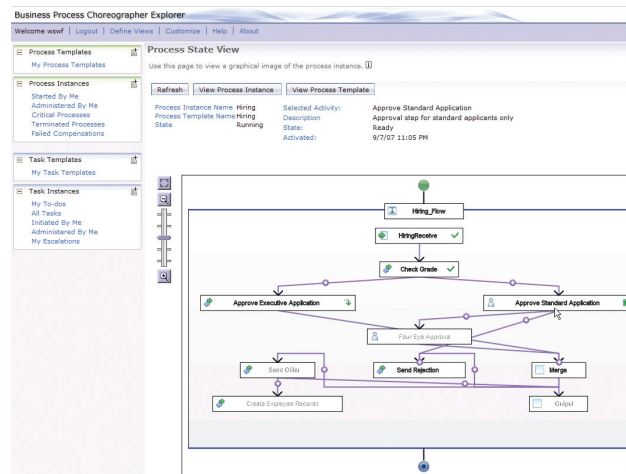 Business Process Choreographer Explorer
Welcome wswf | Logout | Define Views | Customize | Help | About
Process Templates
My Process Templates
Process Instances
Started By Me
Administered By Me
Critical Processes
Terminated Processes
Failed Compensations
Task Templates
My Task Templates
Task Instances
My To-dos
All Tasks
Initiated By Me
Administered By Me
My Escalations
Process State View
Use this page to view a graphical image of the process instance. i
Refresh View Process Instance View Process Template
Process Instance Name Hiring Selected Activity: Approve Standard Application
Process Template Name Hiring Description Approval step for standard applicants only
State Running State: Ready
Activated: 9/7/07 11:05 PM
Hiring_Flow
HiringReceive
Check Grade
Approve Executive Application Approve Standard Application
Four Eye Approval
Send Offer Send Rejection Merge
Create Employee Records Output